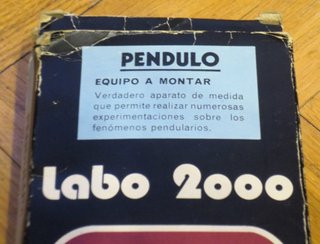 PENDULO
EQUIPO A MONTAR
Verdadero aparato de medida
que permite realizar numerosas
experimentaciones sobre los
fenómenos pendularios.
Labo 2000